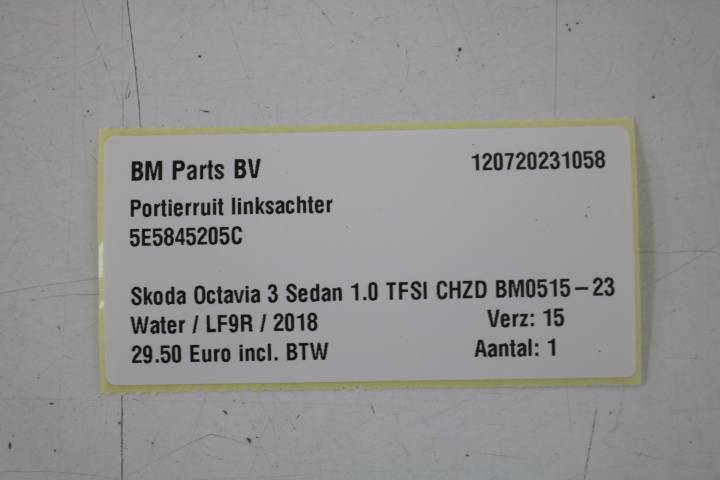 BM Parts BV 120720231058
Portierruit linksachter
5E5845205C
Skoda Octavia 3 Sedan 1.0 TFSI CHZD BM0515-23
Water / LF9R / 2018 Verz: 15
29.50 Euro incl. BTW Aantal: 1